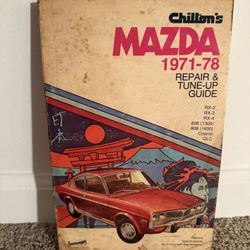 Chilton's
MAZDA
1971-78
REPAIR &
TUNE-UP
GUIDE
RX-2
RX-3
RX-4
808 (1300)
808 (1600)
Cosmo
GLC
日本